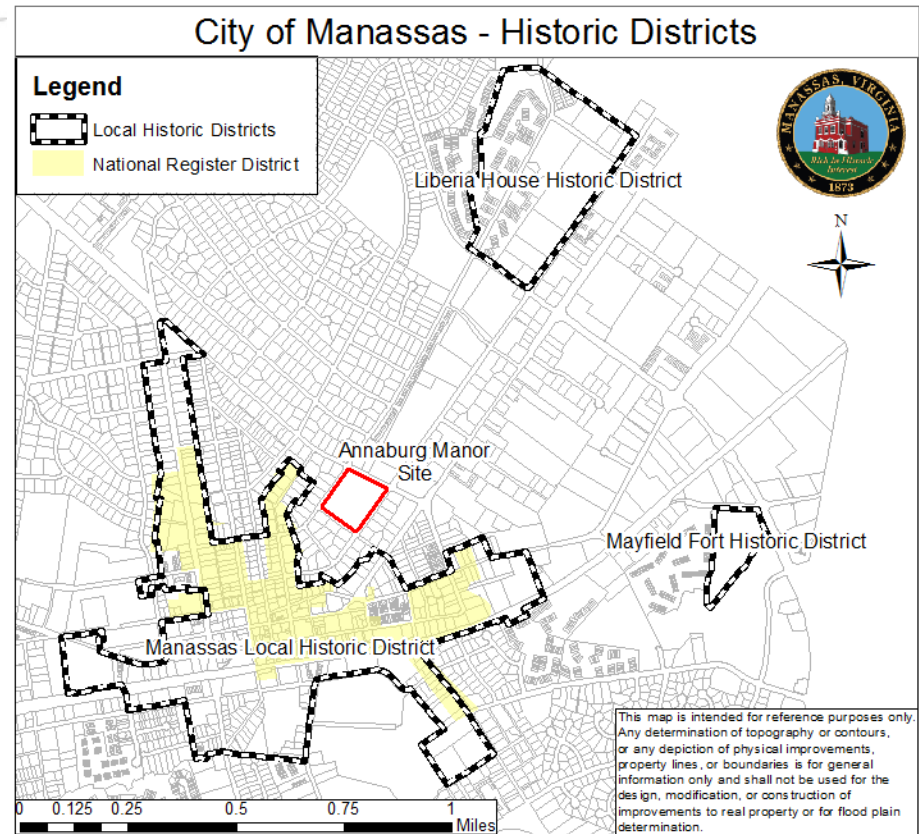 City of Manassas - Historic Districts
Legend
Local Historic Districts
National Register District
MANASSAS, VIRGINIA
Rich In Historic
Interest
1873
N
Liberia House Historic District
Annaburg Manor
Site
Mayfield Fort Historic District
Manassas Local Historic District
This map is intended for reference purposes only.
Any determination of topography or contours,
or any depiction of physical improvements,
property lines, or boundaries is for general
information only and shall not be used for the
design, modification, or construction of
improvements to real property or for flood plain
determination.
0 0.125 0.25 0.5 0.75 1
Miles